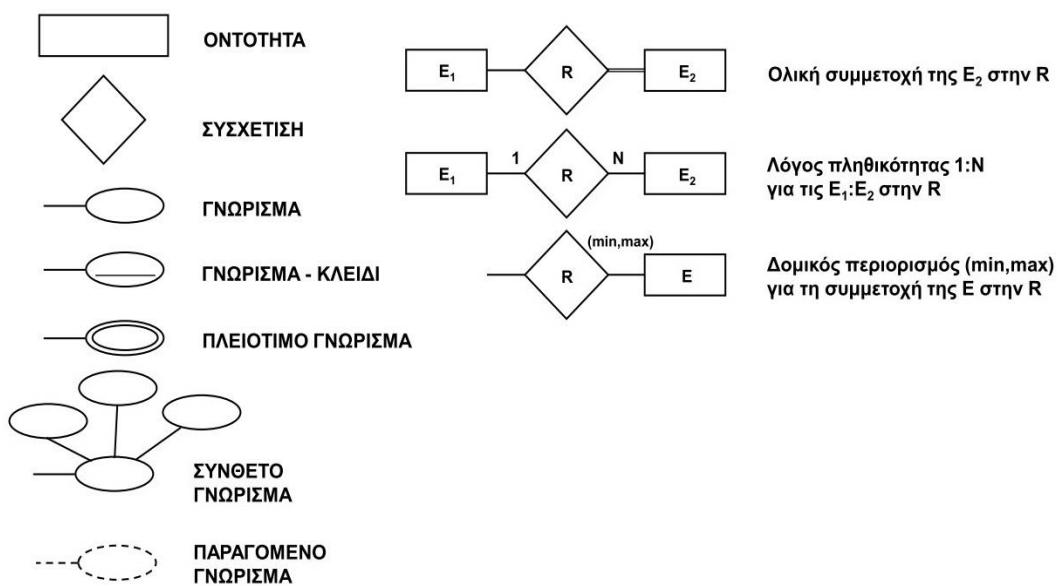 ΟΝΤΟΤΗΤΑ
ΣΥΣΧΕΤΙΣΗ
ΓΝΩΡΙΣΜΑ
ΓΝΩΡΙΣΜΑ - ΚΛΕΙΔΙ
ΠΛΕΙΟΤΙΜΟ ΓΝΩΡΙΣΜΑ
ΣΥΝΘΕΤΟ
ΓΝΩΡΙΣΜΑ
ΠΑΡΑΓΟΜΕΝΟ
ΓΝΩΡΙΣΜΑ
E₁ R E₂
Ολική συμμετοχή της E₂ στην R
1 N
E₁ R E₂
Λόγος πληθικότητας 1:N
για τις E₁:E₂ στην R
(min,max)
R E
Δομικός περιορισμός (min,max)
για τη συμμετοχή της E στην R